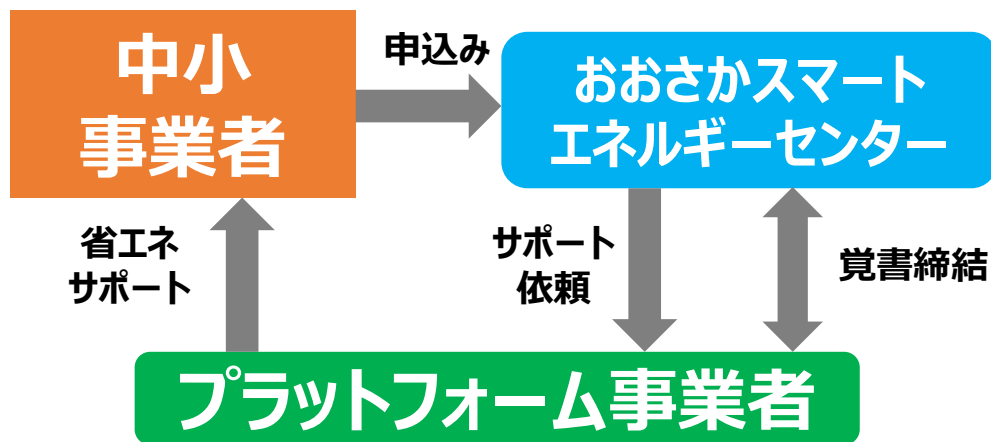 中小
事業者
申込み
おおさかスマート
エネルギーセンター
省エネ
サポート
サポート
依頼
覚書締結
プラットフォーム事業者